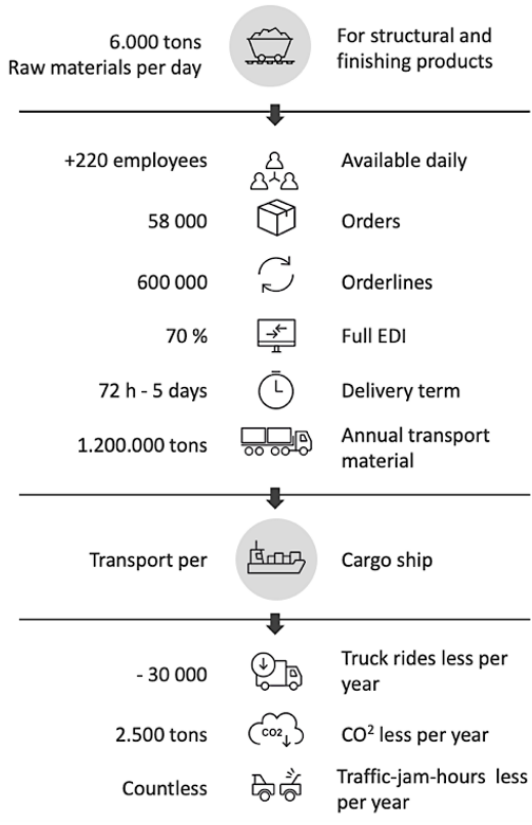 6.000 tons
Raw materials per day
For structural and
finishing products
+220 employees
Available daily
58 000
Orders
600 000
Orderlines
70 %
Full EDI
72 h - 5 days
Delivery term
1.200.000 tons
Annual transport
material
Transport per
Cargo ship
- 30 000
Truck rides less per
year
2.500 tons
CO2
CO² less per year
Countless
Traffic-jam-hours less
per year